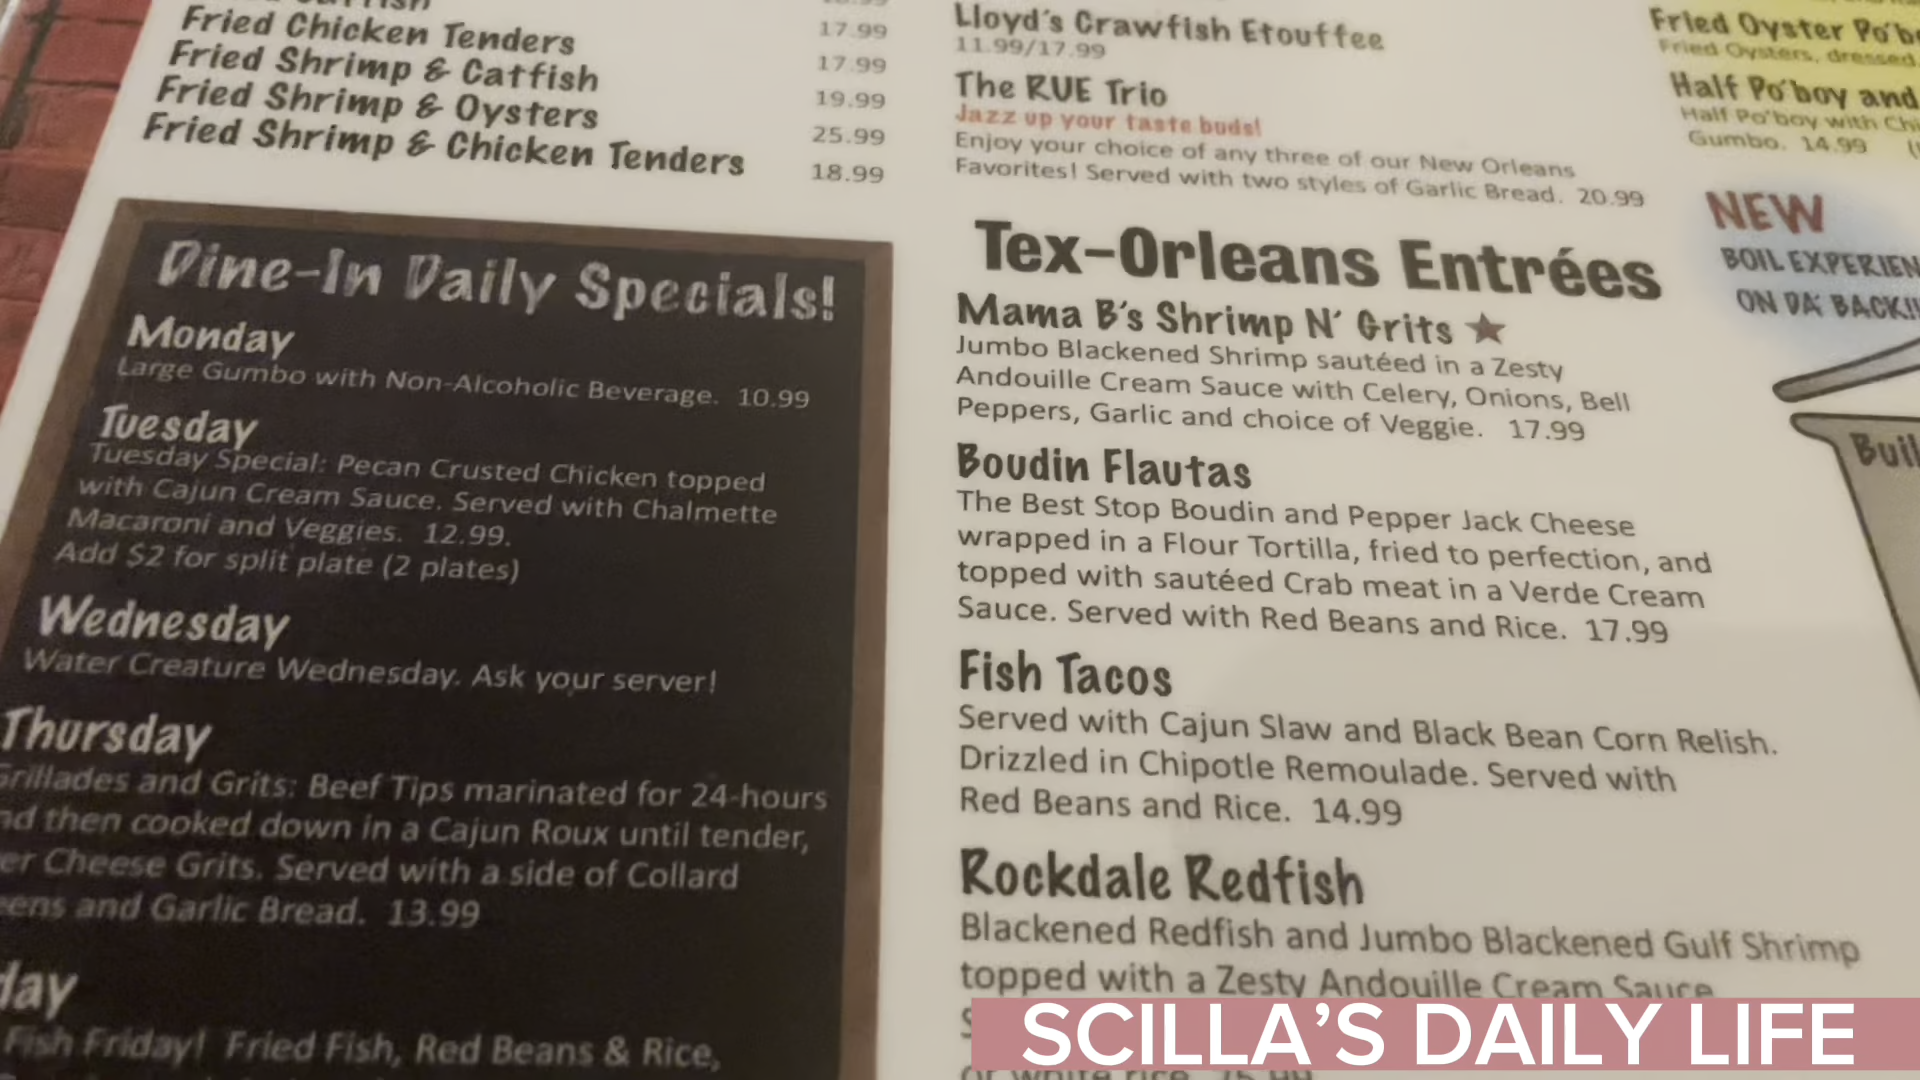 Fried Chicken Tenders 17.99
Fried Shrimp & Catfish 17.99
Fried Shrimp & Oysters 19.99
Fried Shrimp & Chicken Tenders 25.99
18.99
Dine-In Daily Specials!
Monday
Large Gumbo with Non-Alcoholic Beverage. 10.99
Tuesday
Tuesday Special: Pecan Crusted Chicken topped
with Cajun Cream Sauce. Served with Chalmette
Macaroni and Veggies. 12.99.
Add $2 for split plate (2 plates)
Wednesday
Water Creature Wednesday. Ask your server!
Thursday
Grillades and Grits: Beef Tips marinated for 24-hours
nd then cooked down in a Cajun Roux until tender,
er Cheese Grits. Served with a side of Collard
eens and Garlic Bread. 13.99
day
Fish Friday! Fried Fish, Red Beans & Rice,
Lloyd's Crawfish Etouffee
11.99/17.99
The RUE Trio
Jazz up your taste buds!
Enjoy your choice of any three of our New Orleans
Favorites! Served with two styles of Garlic Bread. 20.99
Tex-Orleans Entrées
Mama B's Shrimp N' Grits ★
Jumbo Blackened Shrimp sautéed in a Zesty
Andouille Cream Sauce with Celery, Onions, Bell
Peppers, Garlic and choice of Veggie. 17.99
Boudin Flautas
The Best Stop Boudin and Pepper Jack Cheese
wrapped in a Flour Tortilla, fried to perfection, and
topped with sautéed Crab meat in a Verde Cream
Sauce. Served with Red Beans and Rice. 17.99
Fish Tacos
Served with Cajun Slaw and Black Bean Corn Relish.
Drizzled in Chipotle Remoulade. Served with
Red Beans and Rice. 14.99
Rockdale Redfish
Blackened Redfish and Jumbo Blackened Gulf Shrimp
topped with a Zesty Andouille Cream Sauce
Fried Oyster Po'b
Fried Oysters, dressed.
Half Po'boy and
Half Po'boy with Chi
Gumbo. 14.99
NEW
BOIL EXPERIEN
ON DA' BACK!!
Buil
SCILLA'S DAILY LIFE